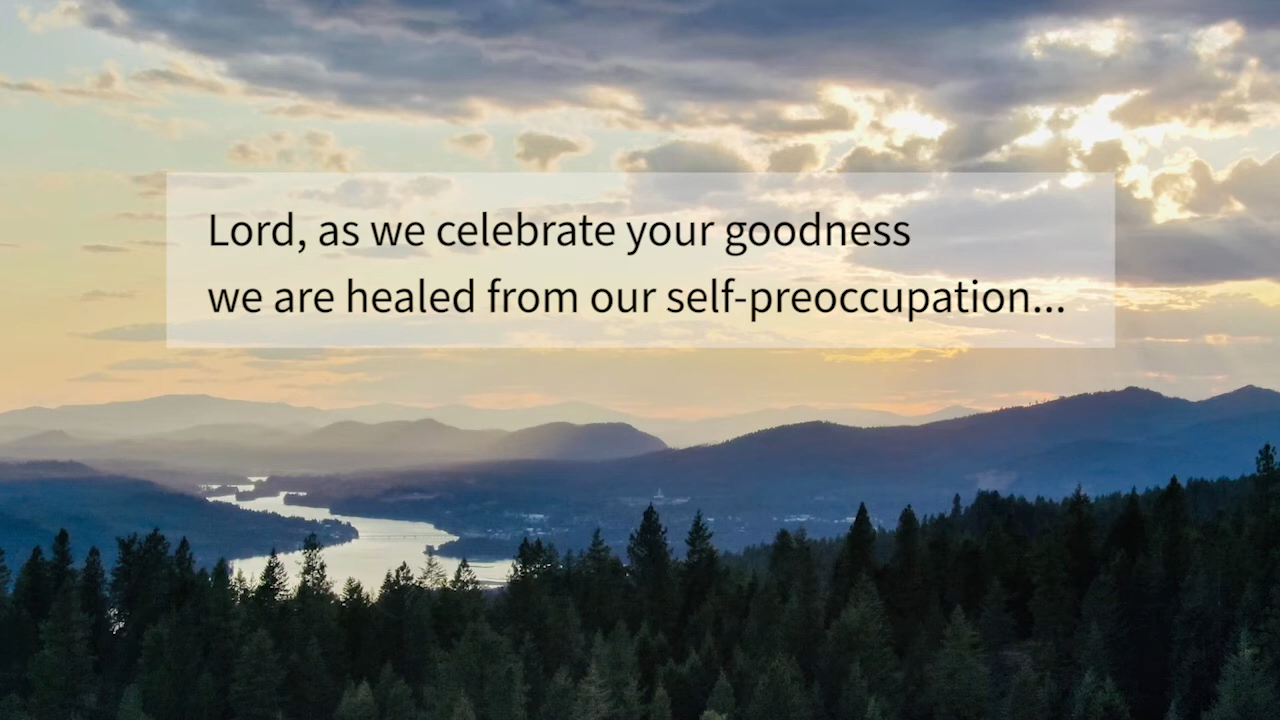 Lord, as we celebrate your goodness
we are healed from our self-preoccupation...